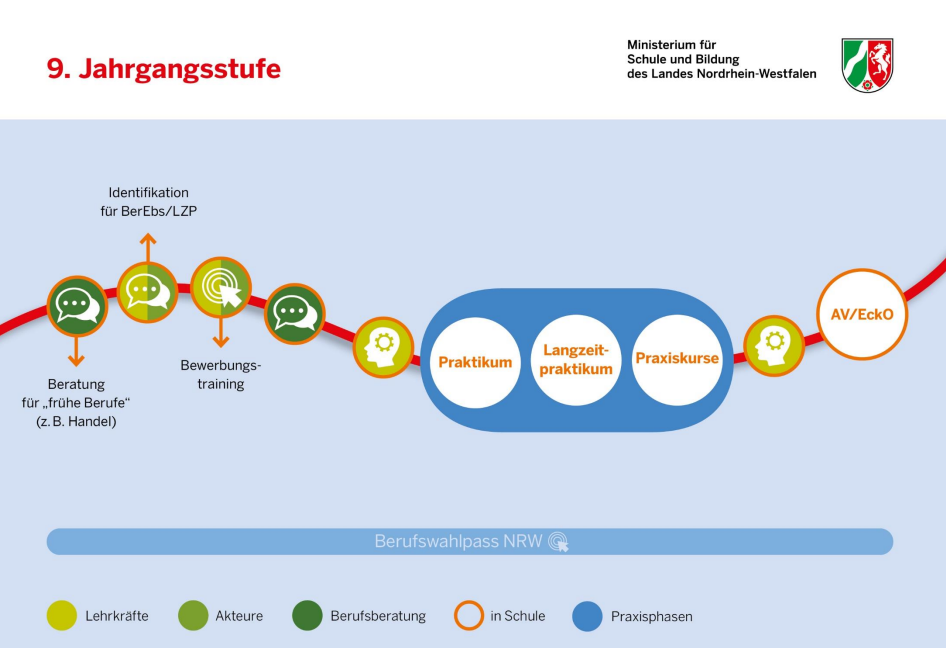 9. Jahrgangsstufe
Ministerium für
Schule und Bildung
des Landes Nordrhein-Westfalen
Identifikation
für BerEbs/LZP
Beratung
für „frühe Berufe“
(z. B. Handel)
Bewerbungs-
training
Praktikum
Langzeit-
praktikum
Praxiskurse
AV/EckO
Berufswahlpass NRW
Lehrkräfte
Akteure
Berufsberatung
in Schule
Praxisphasen